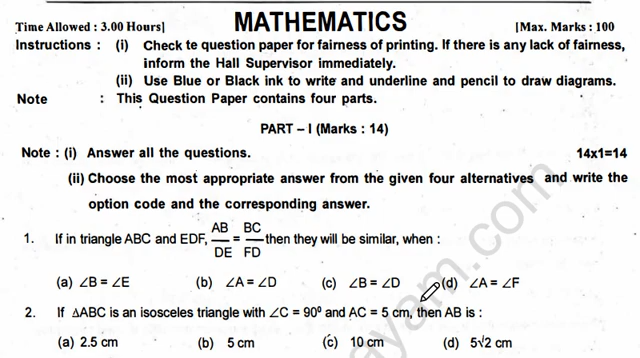 MATHEMATICS
Time Allowed : 3.00 Hours] [Max. Marks : 100
Instructions : (i) Check te question paper for fairness of printing. If there is any lack of fairness,
inform the Hall Supervisor immediately.
(ii) Use Blue or Black ink to write and underline and pencil to draw diagrams.
Note : This Question Paper contains four parts.
PART – I (Marks : 14)
Note : (i) Answer all the questions. 14x1=14
(ii) Choose the most appropriate answer from the given four alternatives and write the
option code and the corresponding answer.
1. If in triangle ABC and EDF, AB/DE = BC/FD then they will be similar, when :
(a) ∠B = ∠E (b) ∠A = ∠D (c) ∠B = ∠D (d) ∠A = ∠F
2. If ΔABC is an isosceles triangle with ∠C = 90⁰ and AC = 5 cm, then AB is :
(a) 2.5 cm (b) 5 cm (c) 10 cm (d) 5√2 cm
ayam.com